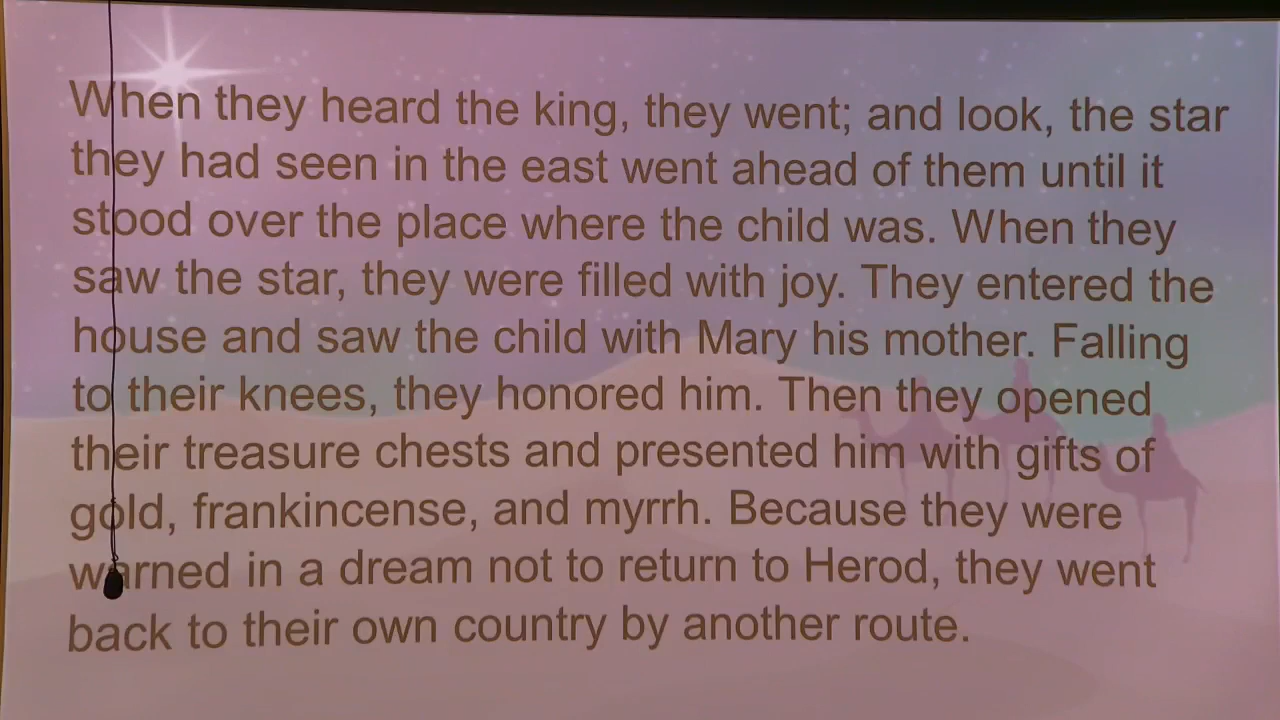 When they heard the king, they went; and look, the star
they had seen in the east went ahead of them until it
stood over the place where the child was. When they
saw the star, they were filled with joy. They entered the
house and saw the child with Mary his mother. Falling
to their knees, they honored him. Then they opened
their treasure chests and presented him with gifts of
gold, frankincense, and myrrh. Because they were
warned in a dream not to return to Herod, they went
back to their own country by another route.